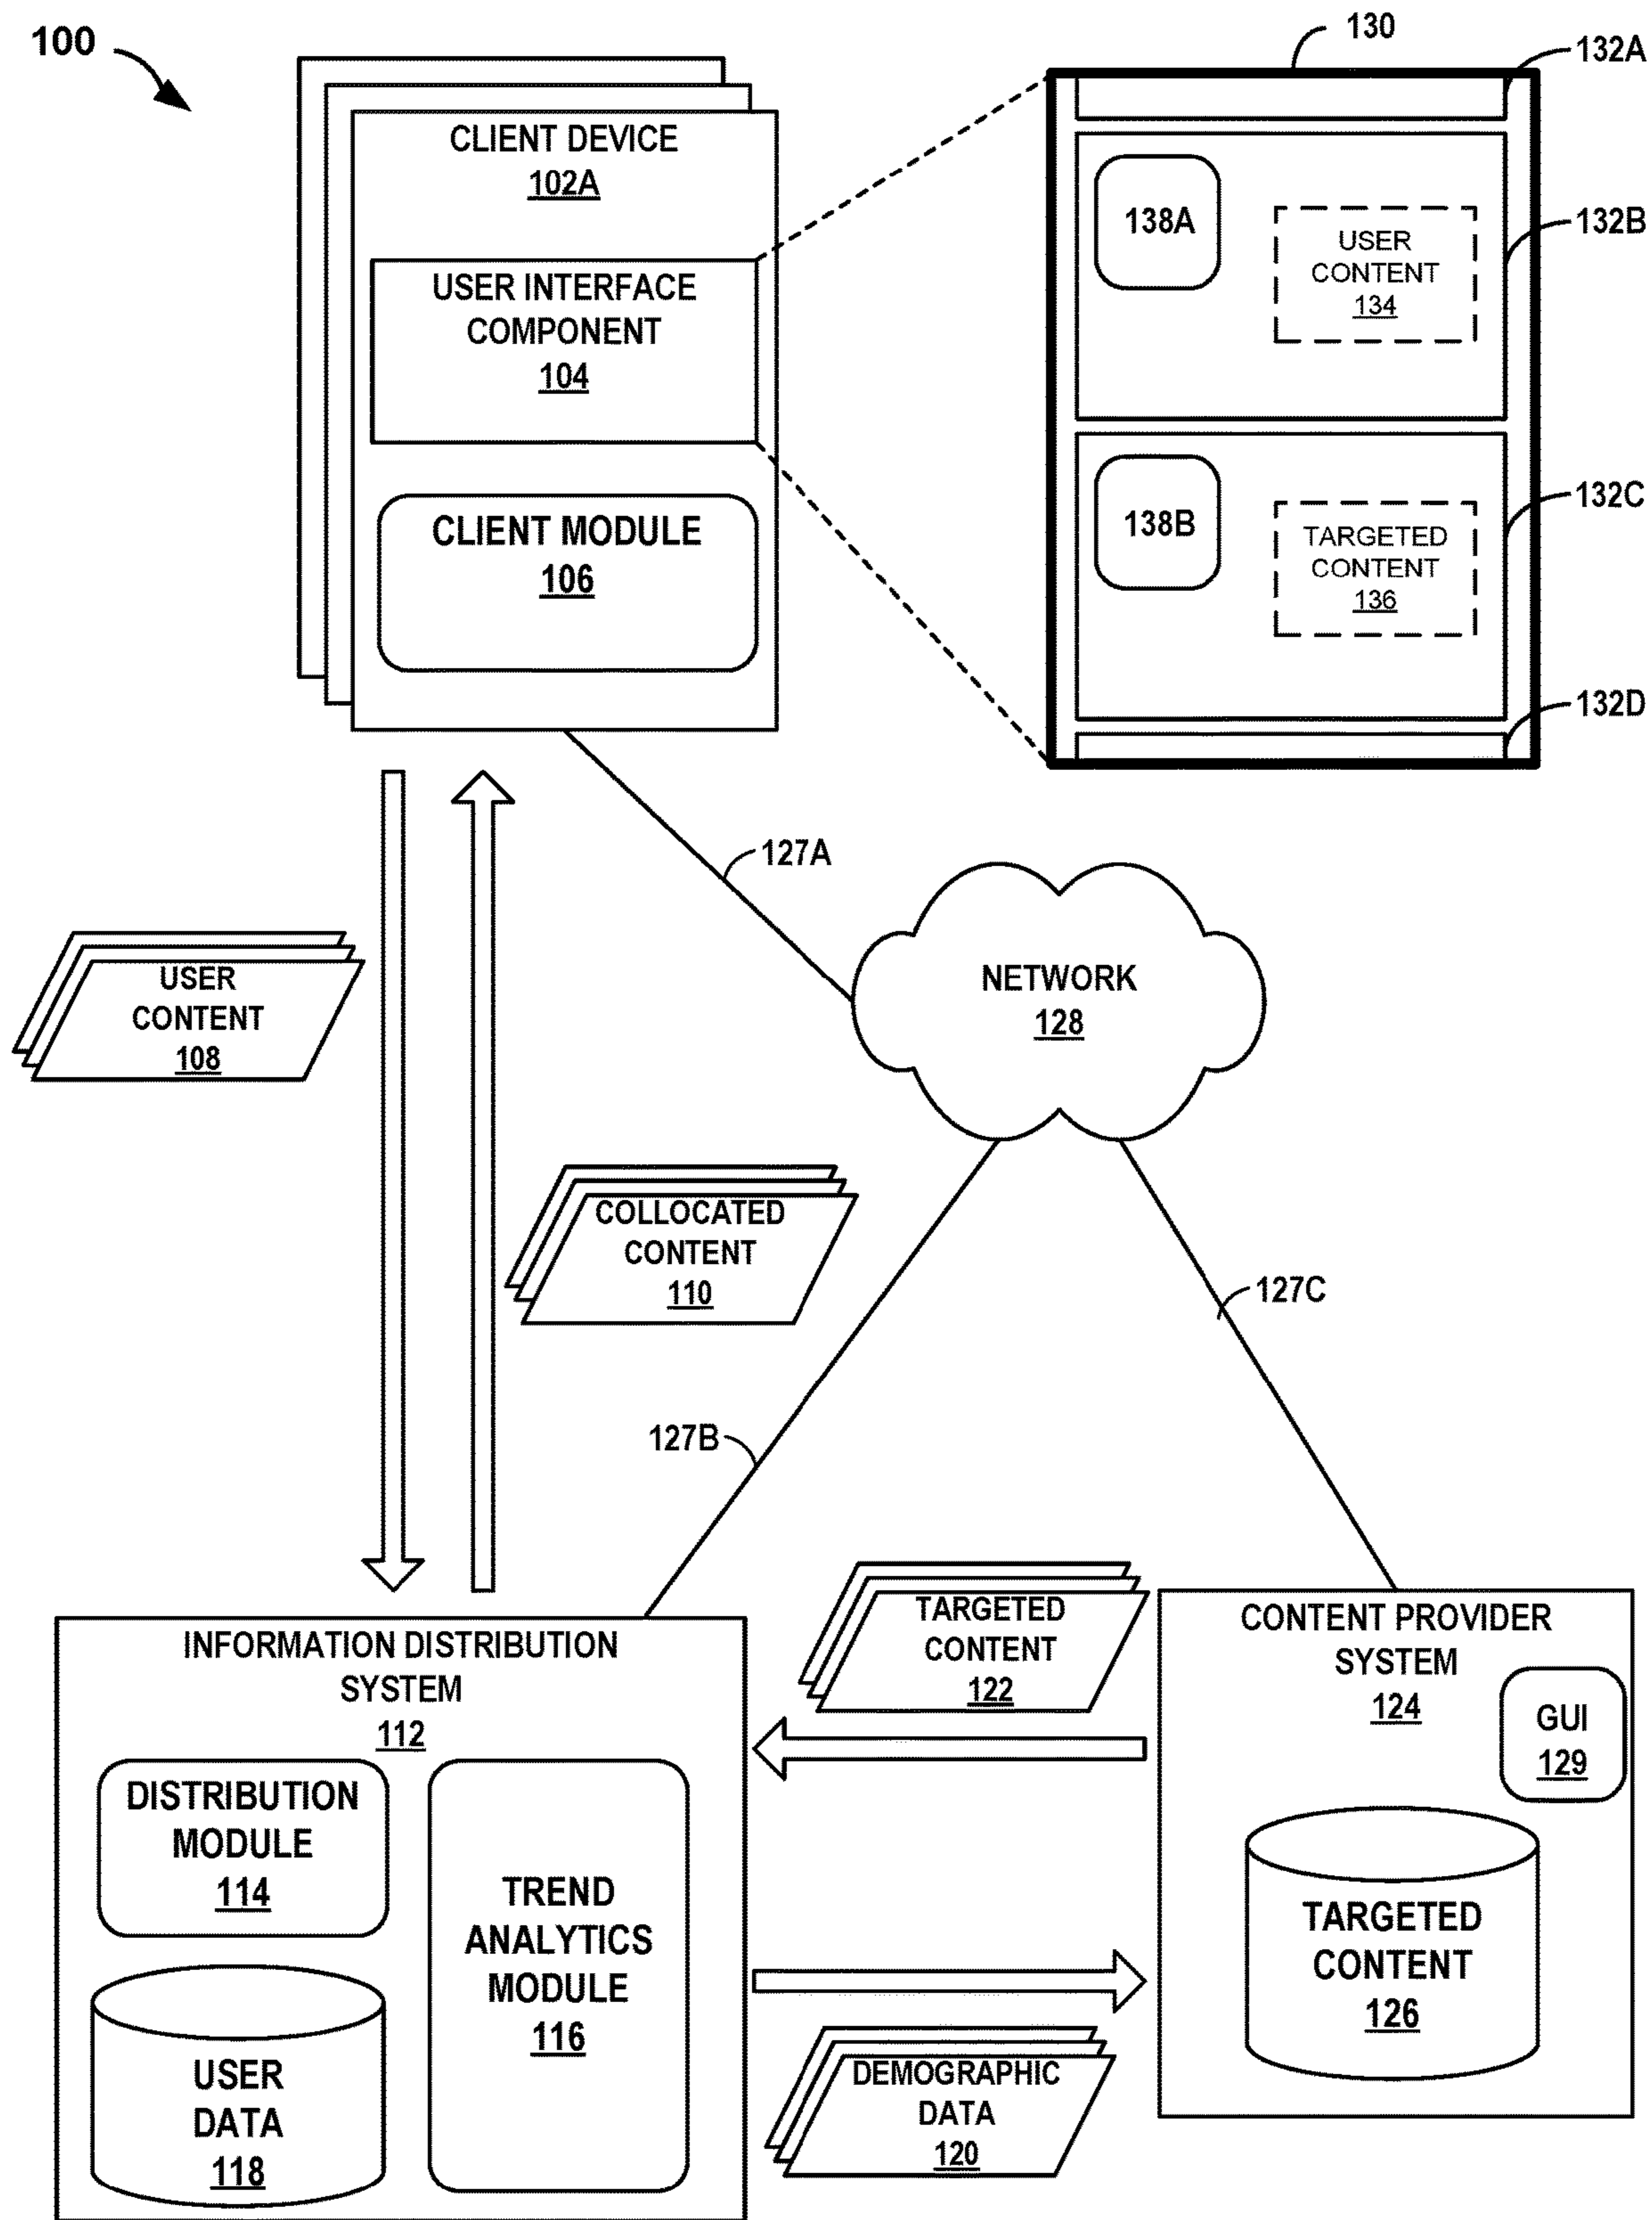 100
CLIENT DEVICE
102A
USER INTERFACE
COMPONENT
104
CLIENT MODULE
106
130
132A
138A
USER
CONTENT
134
132B
138B
TARGETED
CONTENT
136
132C
132D
127A
NETWORK
128
USER
CONTENT
108
COLLOCATED
CONTENT
110
127B
127C
INFORMATION DISTRIBUTION
SYSTEM
112
DISTRIBUTION
MODULE
114
TREND
ANALYTICS
MODULE
116
USER
DATA
118
TARGETED
CONTENT
122
DEMOGRAPHIC
DATA
120
CONTENT PROVIDER
SYSTEM
124
GUI
129
TARGETED
CONTENT
126